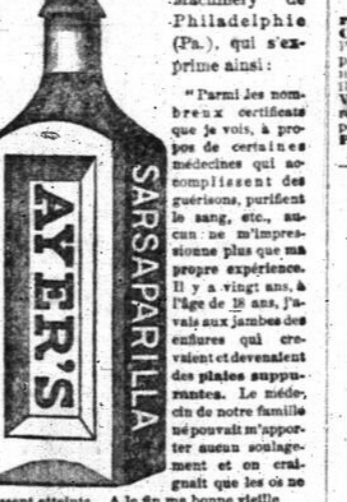 Machinery de
Philadelphie
(Pa.), qui s'ex-
prime ainsi:
"Parmi les nom-
breux certificats
que je vois, à pro-
pos de certaines
médecines qui ac-
complissent des
guérisons, purifient
le sang, etc., au-
cun ne m'impres-
sionne plus que ma
propre expérience.
Il y a vingt ans, à
l'âge de 18 ans, j'a-
vais aux jambes des
enflures qui cre-
vaient et devenaient
des plaies suppu-
rantes. Le méde-
cin de notre famille
ne pouvait m'appor-
ter aucun soulage-
ment et on crai-
gnait que les os ne
atteints. A la fin ma bonne vieille
AYER'S
SARSAPARILLA